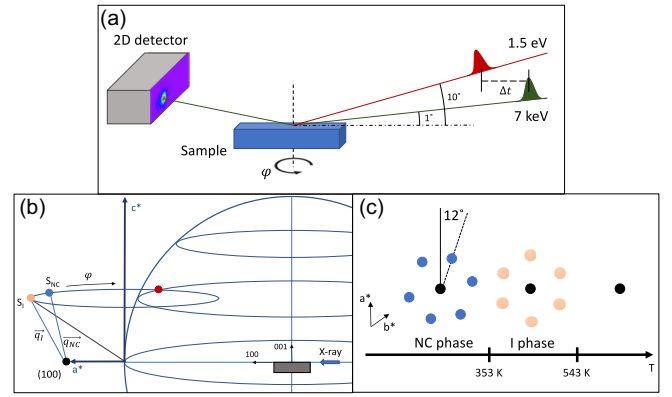 (a)
2D detector
1.5 eV
Δt
10°
7 keV
1°
Sample
φ
(b)
c*
S_NC
φ
S_I
q_I
q_NC
001
100
X-ray
(100)
a*
(c)
12°
a*
b*
NC phase
I phase
353 K
543 K
T